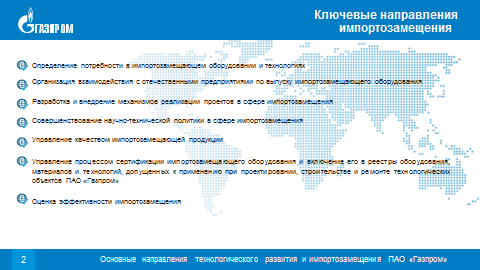 ГАЗПРОМ
Ключевые направления
импортозамещения
Определение потребности в импортозамещающем оборудовании и технологиях
Организация взаимодействия с отечественными предприятиями по выпуску импортозамещающего оборудования
Разработка и внедрение механизмов реализации проектов в сфере импортозамещения
Совершенствование научно-технической политики в сфере импортозамещения
Управление качеством импортозамещающей продукции
Управление процессом сертификации импортозамещающего оборудования и включение его в реестры оборудования,
материалов и технологий, допущенных к применению при проектировании, строительстве и ремонте технологических
объектов ПАО «Газпром»
Оценка эффективности импортозамещения
2
Основные направления технологического развития и импортозамещения ПАО «Газпром»